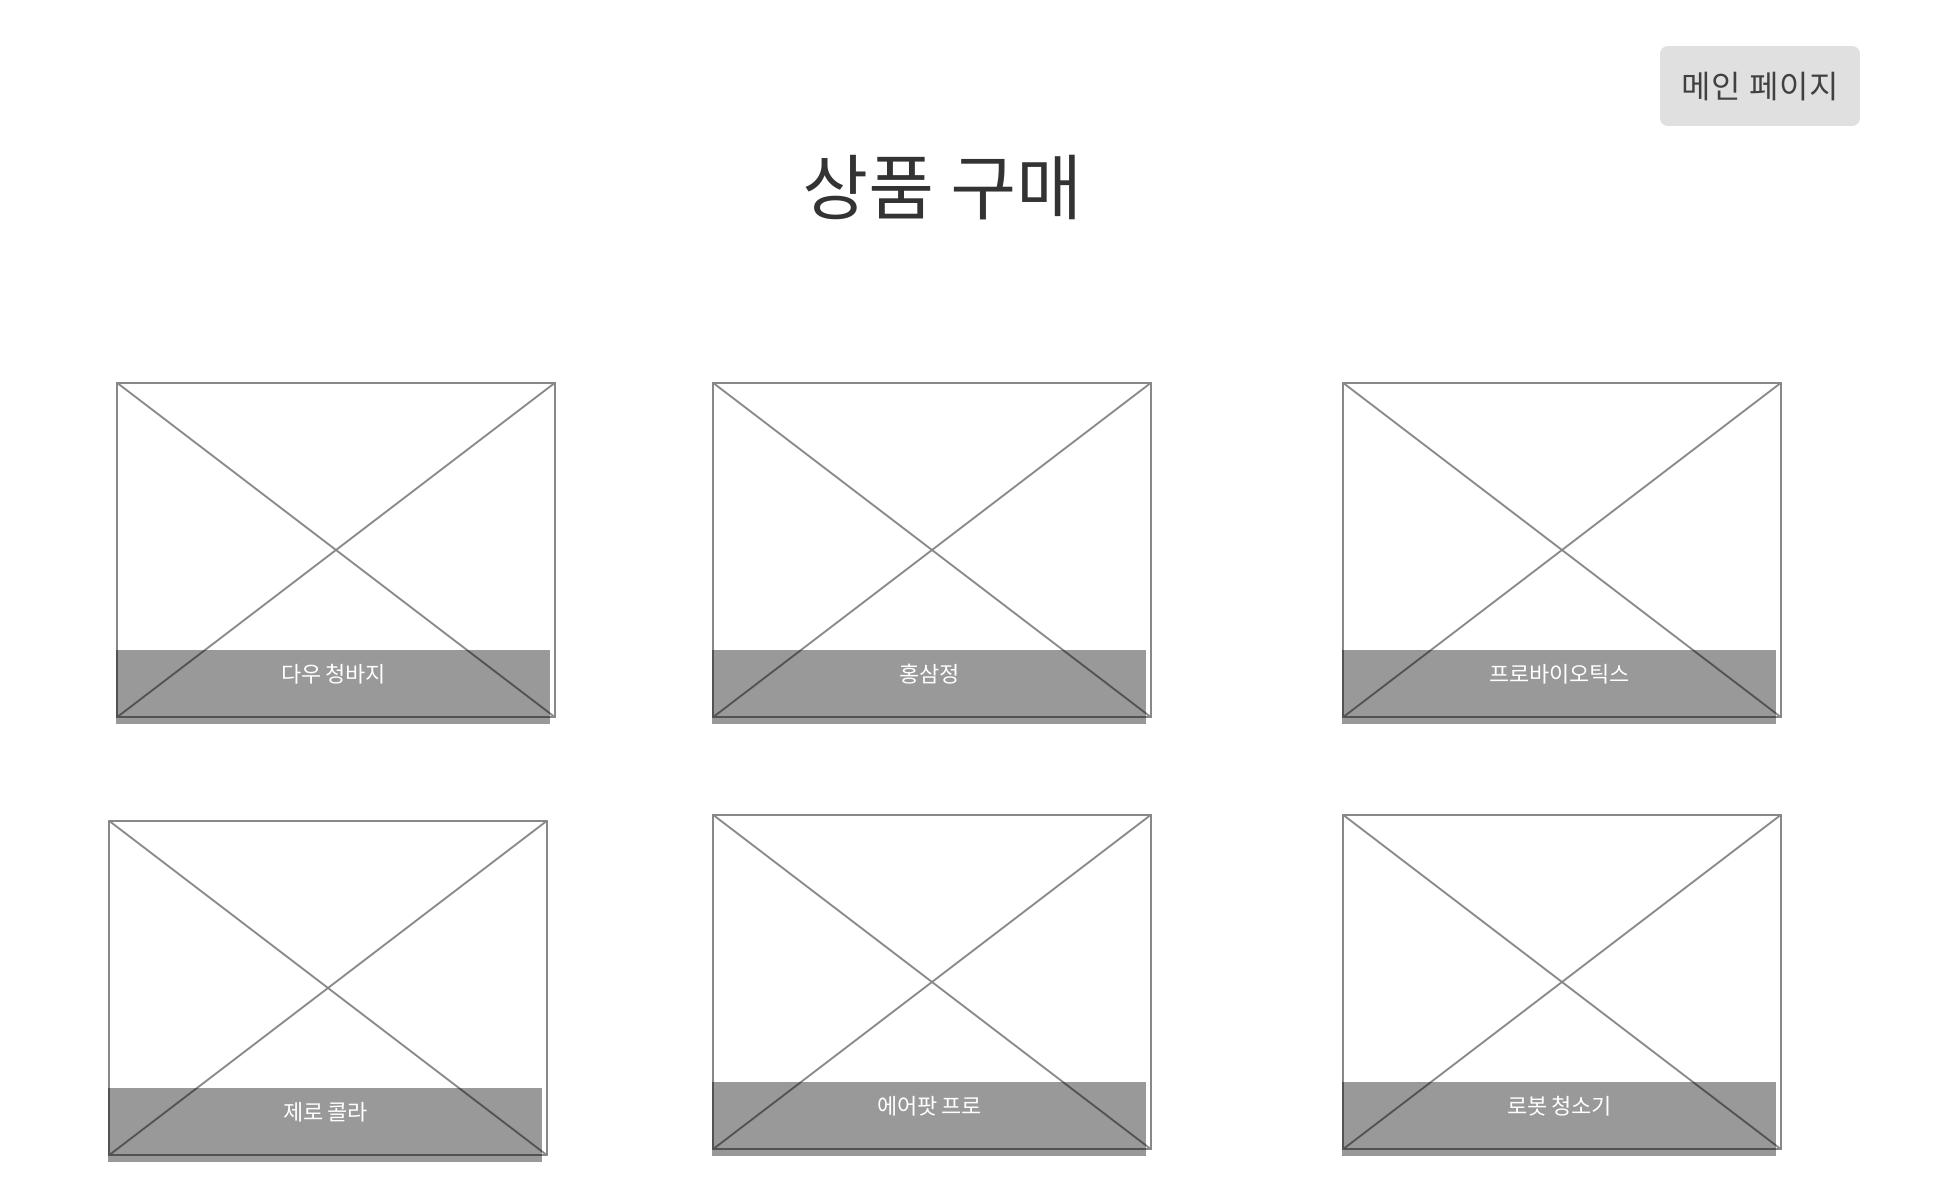 메인 페이지
상품 구매
다우 청바지
홍삼정
프로바이오틱스
제로 콜라
에어팟 프로
로봇 청소기